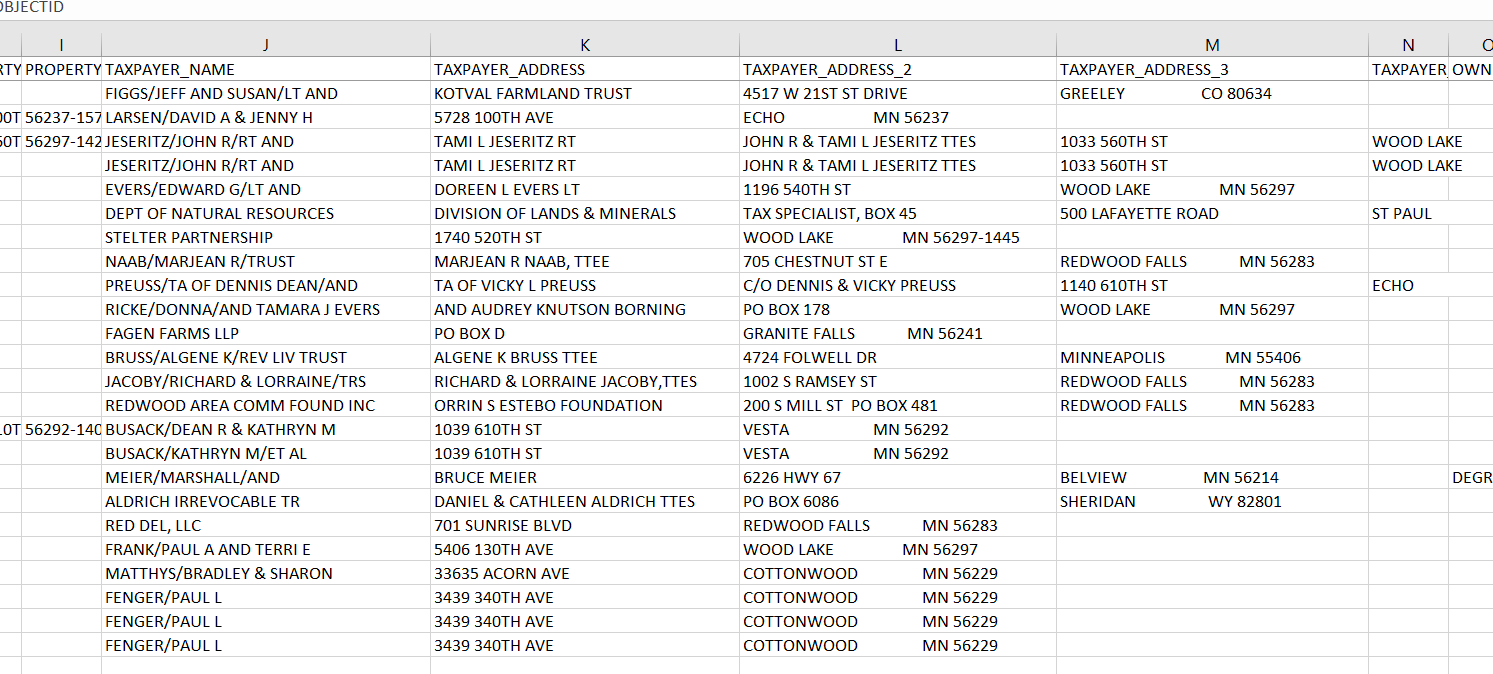 OBJECTID
I J K L M N O
RTY PROPERTY TAXPAYER_NAME TAXPAYER_ADDRESS TAXPAYER_ADDRESS_2 TAXPAYER_ADDRESS_3 TAXPAYER_ OWN
FIGGS/JEFF AND SUSAN/LT AND KOTVAL FARMLAND TRUST 4517 W 21ST ST DRIVE GREELEY CO 80634
00T 56237-157 LARSEN/DAVID A & JENNY H 5728 100TH AVE ECHO MN 56237
60T 56297-142 JESERITZ/JOHN R/RT AND TAMI L JESERITZ RT JOHN R & TAMI L JESERITZ TTES 1033 560TH ST WOOD LAKE
JESERITZ/JOHN R/RT AND TAMI L JESERITZ RT JOHN R & TAMI L JESERITZ TTES 1033 560TH ST WOOD LAKE
EVERS/EDWARD G/LT AND DOREEN L EVERS LT 1196 540TH ST WOOD LAKE MN 56297
DEPT OF NATURAL RESOURCES DIVISION OF LANDS & MINERALS TAX SPECIALIST, BOX 45 500 LAFAYETTE ROAD ST PAUL
STELTER PARTNERSHIP 1740 520TH ST WOOD LAKE MN 56297-1445
NAAB/MARJEAN R/TRUST MARJEAN R NAAB, TTEE 705 CHESTNUT ST E REDWOOD FALLS MN 56283
PREUSS/TA OF DENNIS DEAN/AND TA OF VICKY L PREUSS C/O DENNIS & VICKY PREUSS 1140 610TH ST ECHO
RICKE/DONNA/AND TAMARA J EVERS AND AUDREY KNUTSON BORNING PO BOX 178 WOOD LAKE MN 56297
FAGEN FARMS LLP PO BOX D GRANITE FALLS MN 56241
BRUSS/ALGENE K/REV LIV TRUST ALGENE K BRUSS TTEE 4724 FOLWELL DR MINNEAPOLIS MN 55406
JACOBY/RICHARD & LORRAINE/TRS RICHARD & LORRAINE JACOBY,TTES 1002 S RAMSEY ST REDWOOD FALLS MN 56283
REDWOOD AREA COMM FOUND INC ORRIN S ESTEBO FOUNDATION 200 S MILL ST PO BOX 481 REDWOOD FALLS MN 56283
10T 56292-140 BUSACK/DEAN R & KATHRYN M 1039 610TH ST VESTA MN 56292
BUSACK/KATHRYN M/ET AL 1039 610TH ST VESTA MN 56292
MEIER/MARSHALL/AND BRUCE MEIER 6226 HWY 67 BELVIEW MN 56214 DEGR
ALDRICH IRREVOCABLE TR DANIEL & CATHLEEN ALDRICH TTES PO BOX 6086 SHERIDAN WY 82801
RED DEL, LLC 701 SUNRISE BLVD REDWOOD FALLS MN 56283
FRANK/PAUL A AND TERRI E 5406 130TH AVE WOOD LAKE MN 56297
MATTHYS/BRADLEY & SHARON 33635 ACORN AVE COTTONWOOD MN 56229
FENGER/PAUL L 3439 340TH AVE COTTONWOOD MN 56229
FENGER/PAUL L 3439 340TH AVE COTTONWOOD MN 56229
FENGER/PAUL L 3439 340TH AVE COTTONWOOD MN 56229